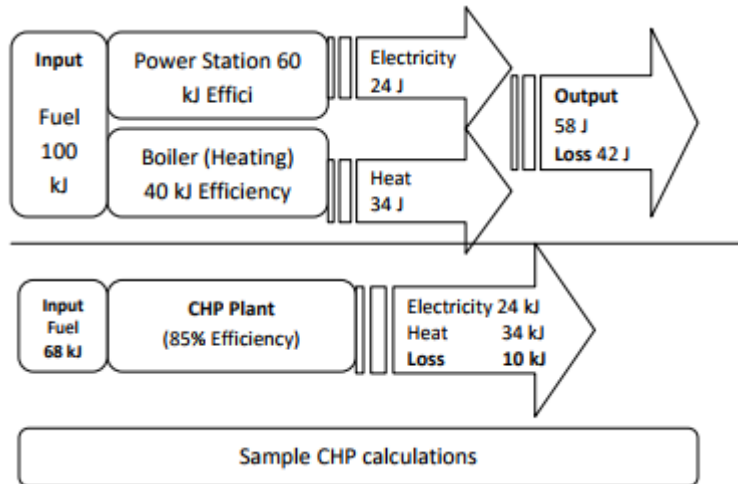 Input
Fuel
100
kJ
Power Station 60
kJ Effici
Boiler (Heating)
40 kJ Efficiency
Electricity
24 J
Heat
34 J
Output
58 J
Loss 42 J
Input
Fuel
68 kJ
CHP Plant
(85% Efficiency)
Electricity 24 kJ
Heat 34 kJ
Loss 10 kJ
Sample CHP calculations